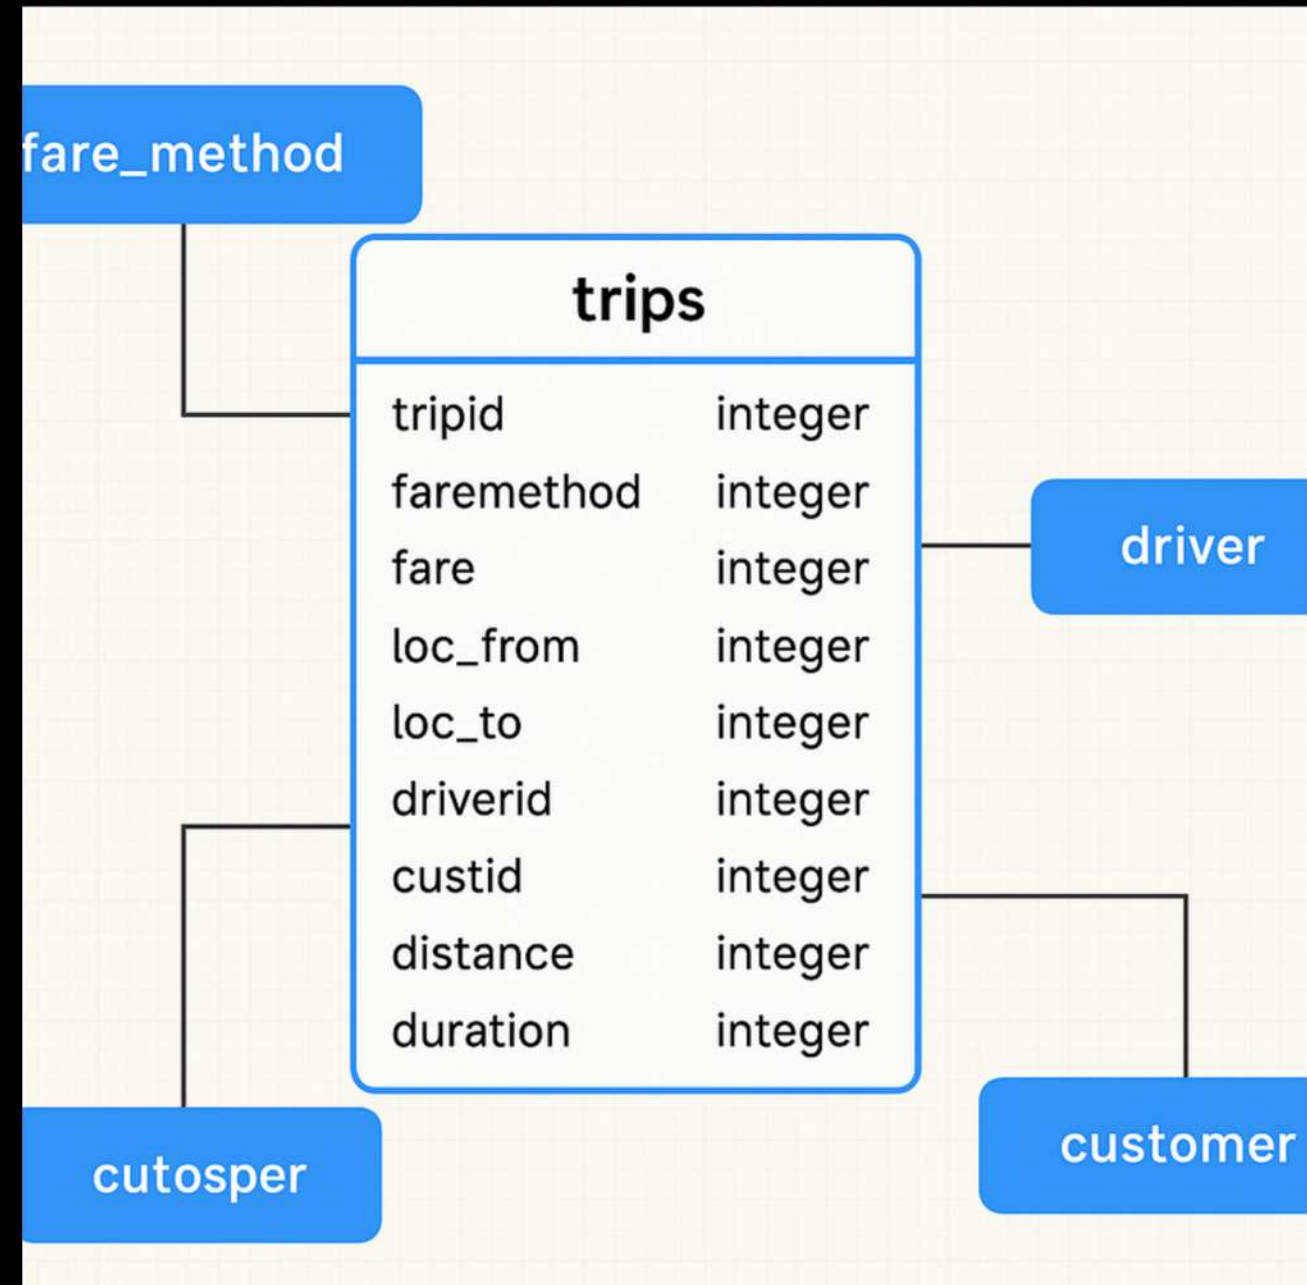 fare_method
trips
tripid integer
faremethod integer
fare integer
loc_from integer
loc_to integer
driverid integer
custid integer
distance integer
duration integer
driver
customer
cutosper